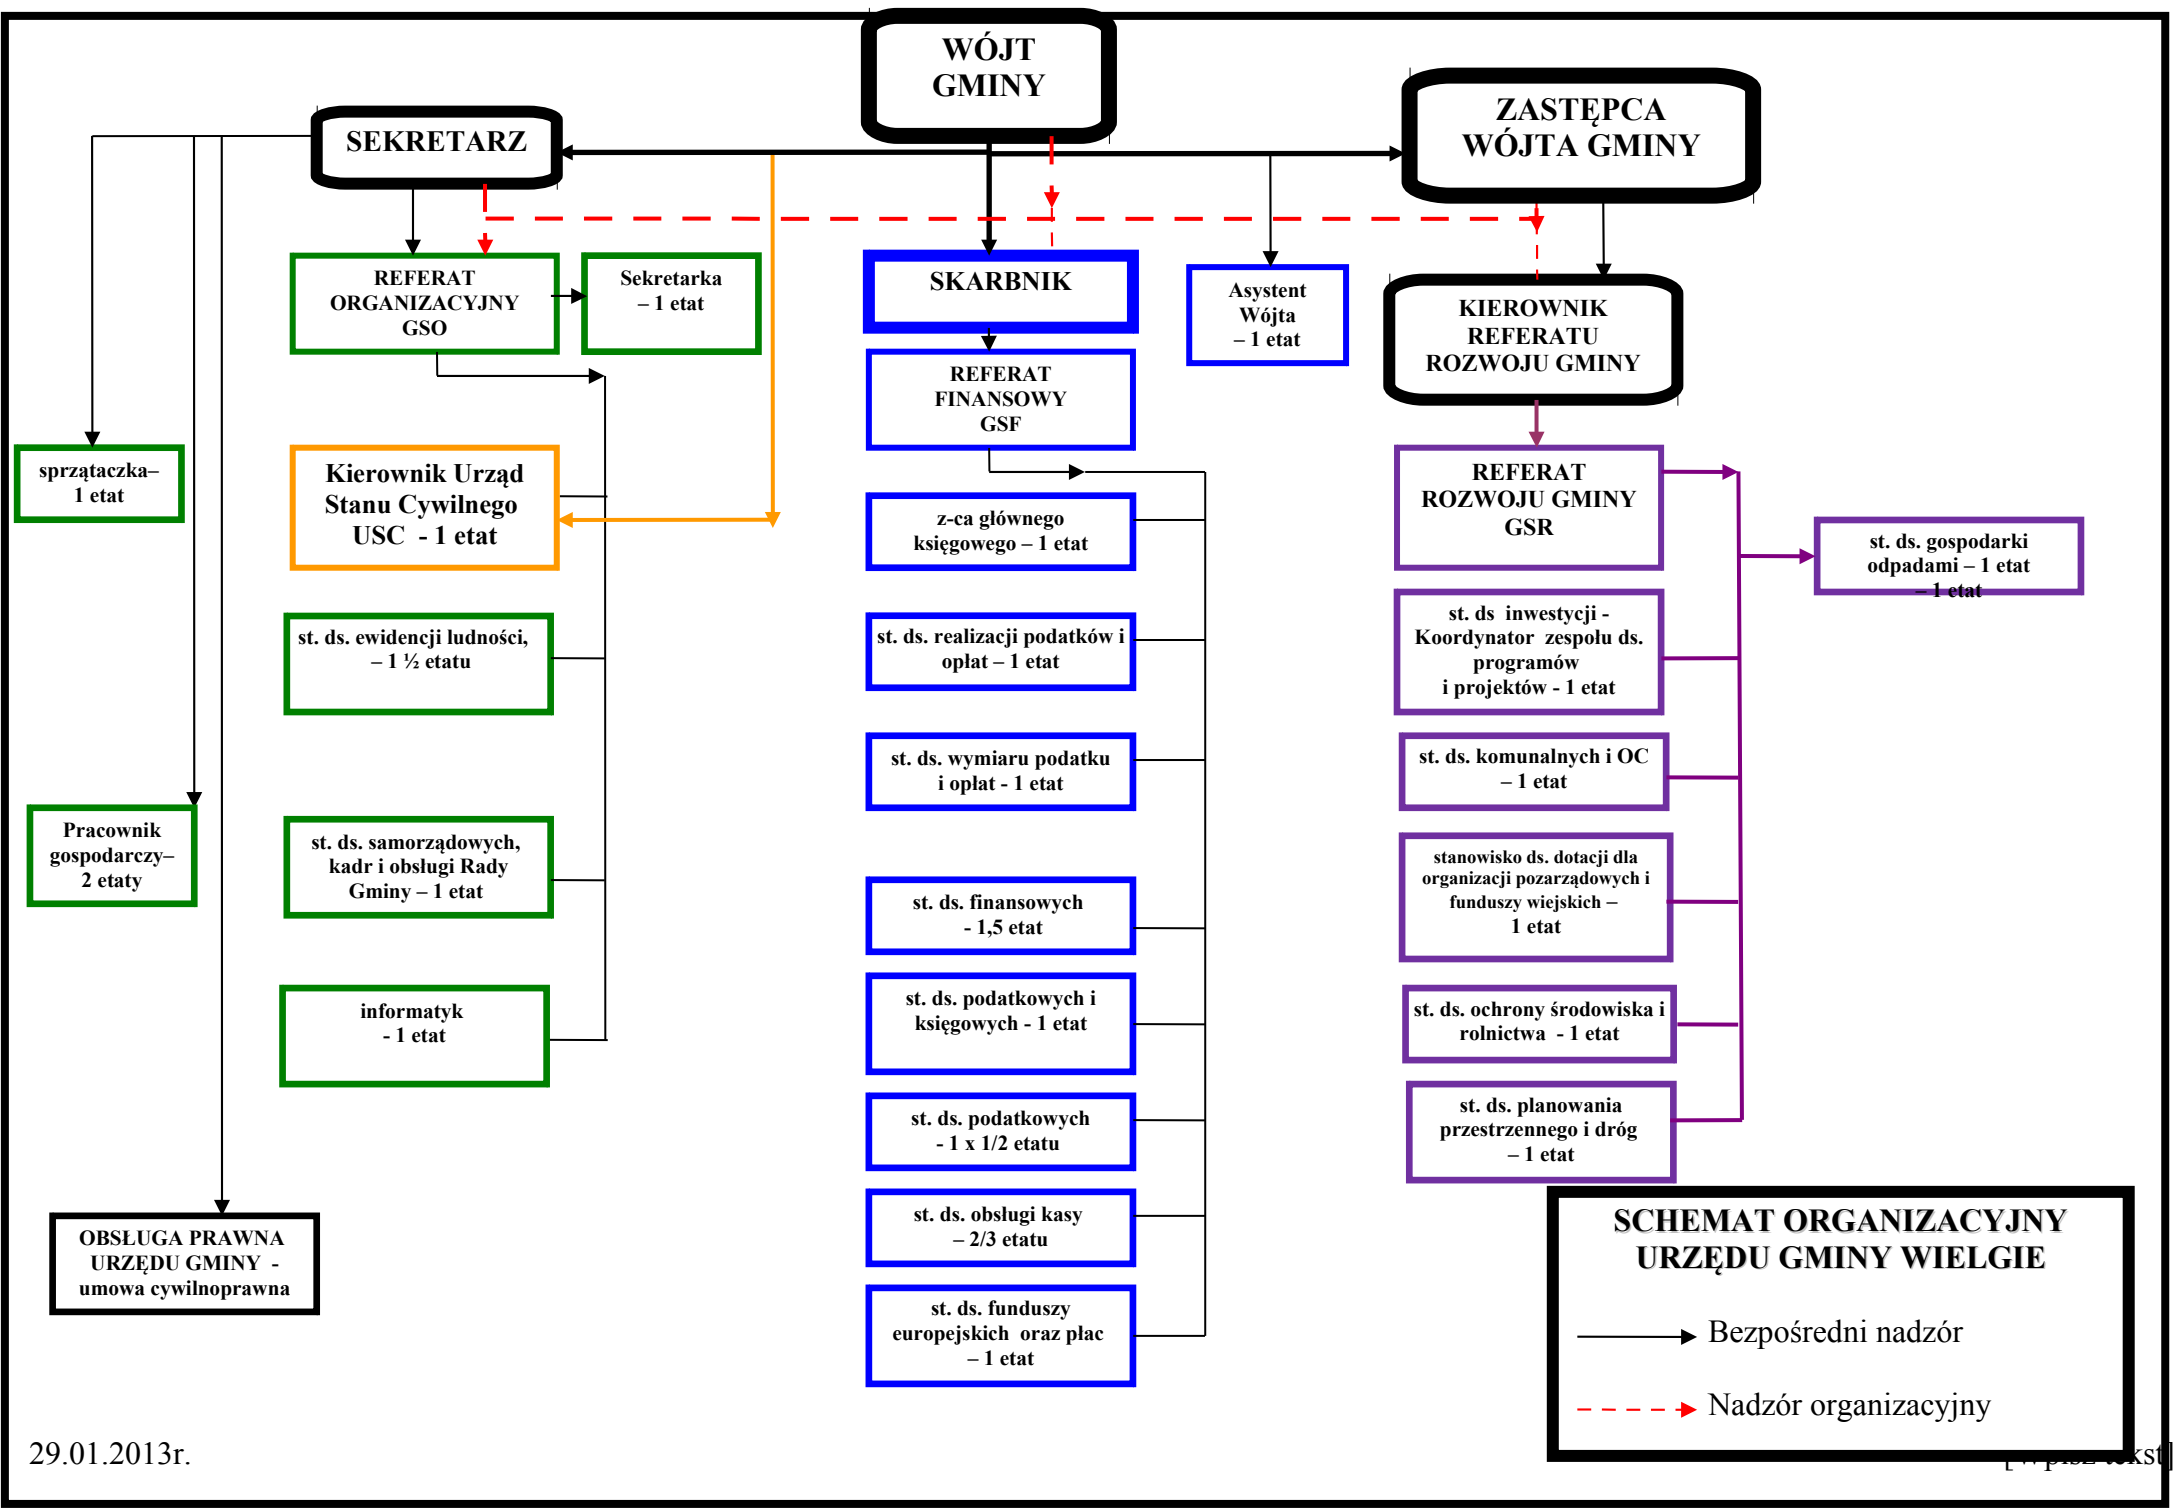 WÓJT
GMINY
SEKRETARZ
ZASTĘPCA
WÓJTA GMINY
REFERAT
ORGANIZACYJNY
GSO
Sekretarka
– 1 etat
SKARBNIK
Asystent
Wójta
– 1 etat
KIEROWNIK
REFERATU
ROZWOJU GMINY
REFERAT
FINANSOWY
GSF
sprzątaczka–
1 etat
Kierownik Urząd
Stanu Cywilnego
USC - 1 etat
z-ca głównego
księgowego – 1 etat
REFERAT
ROZWOJU GMINY
GSR
st. ds. gospodarki
odpadami – 1 etat
– 1 etat
st. ds. ewidencji ludności,
– 1 ½ etatu
st. ds. realizacji podatków i
opłat – 1 etat
st. ds inwestycji -
Koordynator zespołu ds.
programów
i projektów - 1 etat
st. ds. wymiaru podatku
i opłat - 1 etat
st. ds. komunalnych i OC
– 1 etat
Pracownik
gospodarczy–
2 etaty
st. ds. samorządowych,
kadr i obsługi Rady
Gminy – 1 etat
st. ds. finansowych
- 1,5 etat
stanowisko ds. dotacji dla
organizacji pozarządowych i
funduszy wiejskich –
1 etat
informatyk
- 1 etat
st. ds. podatkowych i
księgowych - 1 etat
st. ds. ochrony środowiska i
rolnictwa - 1 etat
st. ds. podatkowych
- 1 x 1/2 etatu
st. ds. planowania
przestrzennego i dróg
– 1 etat
OBSŁUGA PRAWNA
URZĘDU GMINY -
umowa cywilnoprawna
st. ds. obsługi kasy
– 2/3 etatu
st. ds. funduszy
europejskich oraz płac
– 1 etat
SCHEMAT ORGANIZACYJNY
URZĘDU GMINY WIELGIE
Bezpośredni nadzór
Nadzór organizacyjny
29.01.2013r.
[Wpisz tekst]